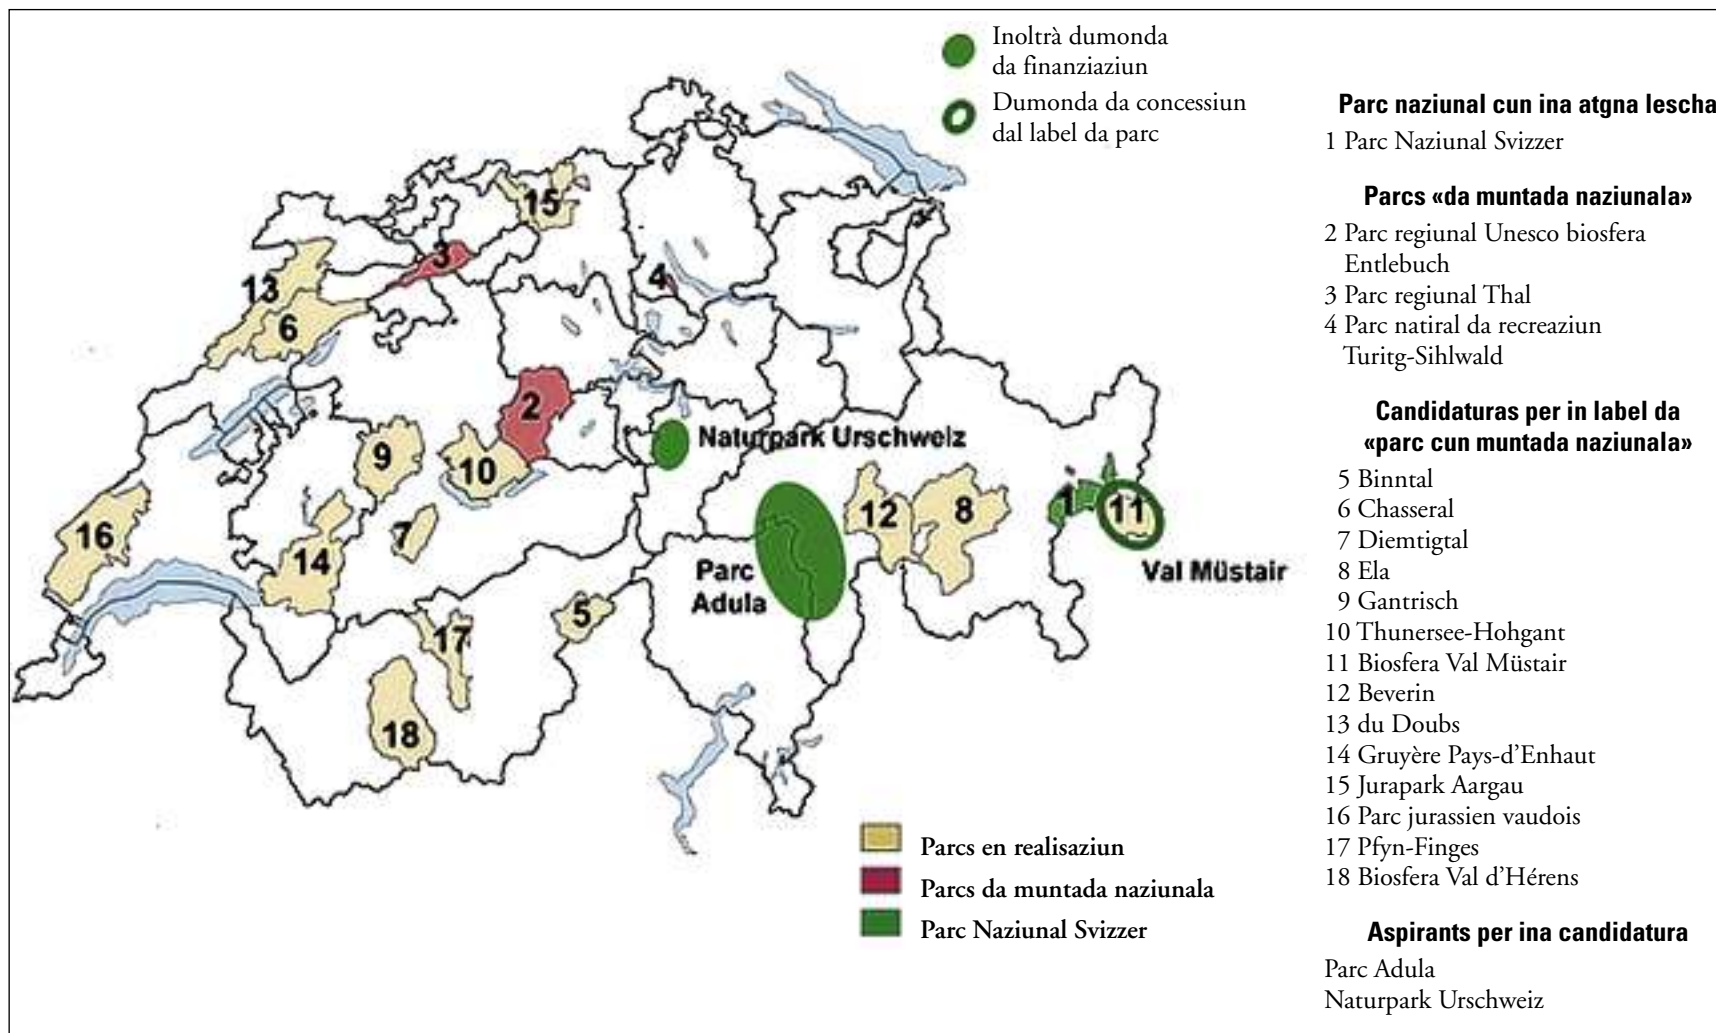 Inoltrà dumonda
da finanziaziun
Dumonda da concessiun
dal label da parc
15
3
13
4
6
2
Naturpark Urschweiz
9
10
12
8
1
11
16
7
14
Parc
Adula
Val Müstair
5
17
18
Parcs en realisaziun
Parcs da muntada naziunala
Parc Naziunal Svizzer
Parc naziunal cun ina atgna lescha
1 Parc Naziunal Svizzer
Parcs «da muntada naziunala»
2 Parc regiunal Unesco biosfera
Entlebuch
3 Parc regiunal Thal
4 Parc natiral da recreaziun
Turitg-Sihlwald
Candidaturas per in label da
«parc cun muntada naziunala»
5 Binntal
6 Chasseral
7 Diemtigtal
8 Ela
9 Gantrisch
10 Thunersee-Hohgant
11 Biosfera Val Müstair
12 Beverin
13 du Doubs
14 Gruyère Pays-d’Enhaut
15 Jurapark Aargau
16 Parc jurassien vaudois
17 Pfyn-Finges
18 Biosfera Val d’Hérens
Aspirants per ina candidatura
Parc Adula
Naturpark Urschweiz